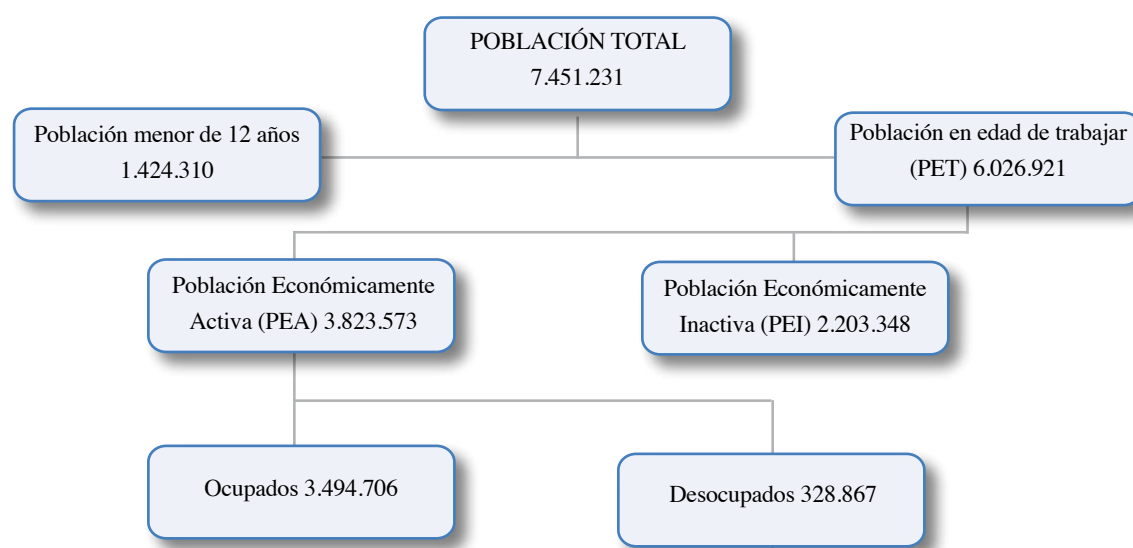 POBLACIÓN TOTAL
7.451.231
Población menor de 12 años
1.424.310
Población en edad de trabajar
(PET) 6.026.921
Población Económicamente
Activa (PEA) 3.823.573
Población Económicamente
Inactiva (PEI) 2.203.348
Ocupados 3.494.706
Desocupados 328.867